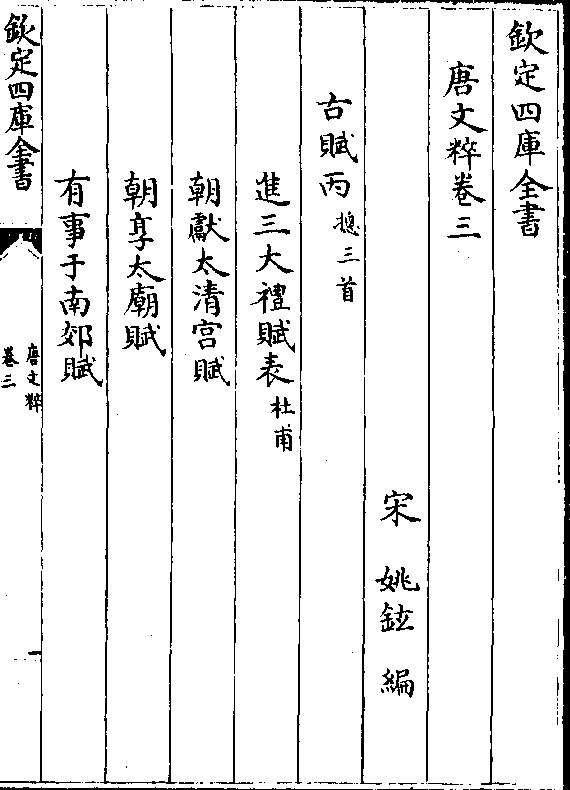 欽定四庫全書
唐文粹卷三
宋 姚鉉 編
古賦丙 摠三首
進三大禮賦表 杜甫
朝獻太清宮賦
朝享太廟賦
有事于南郊賦
欽定四庫全書
唐文粹
卷三
一